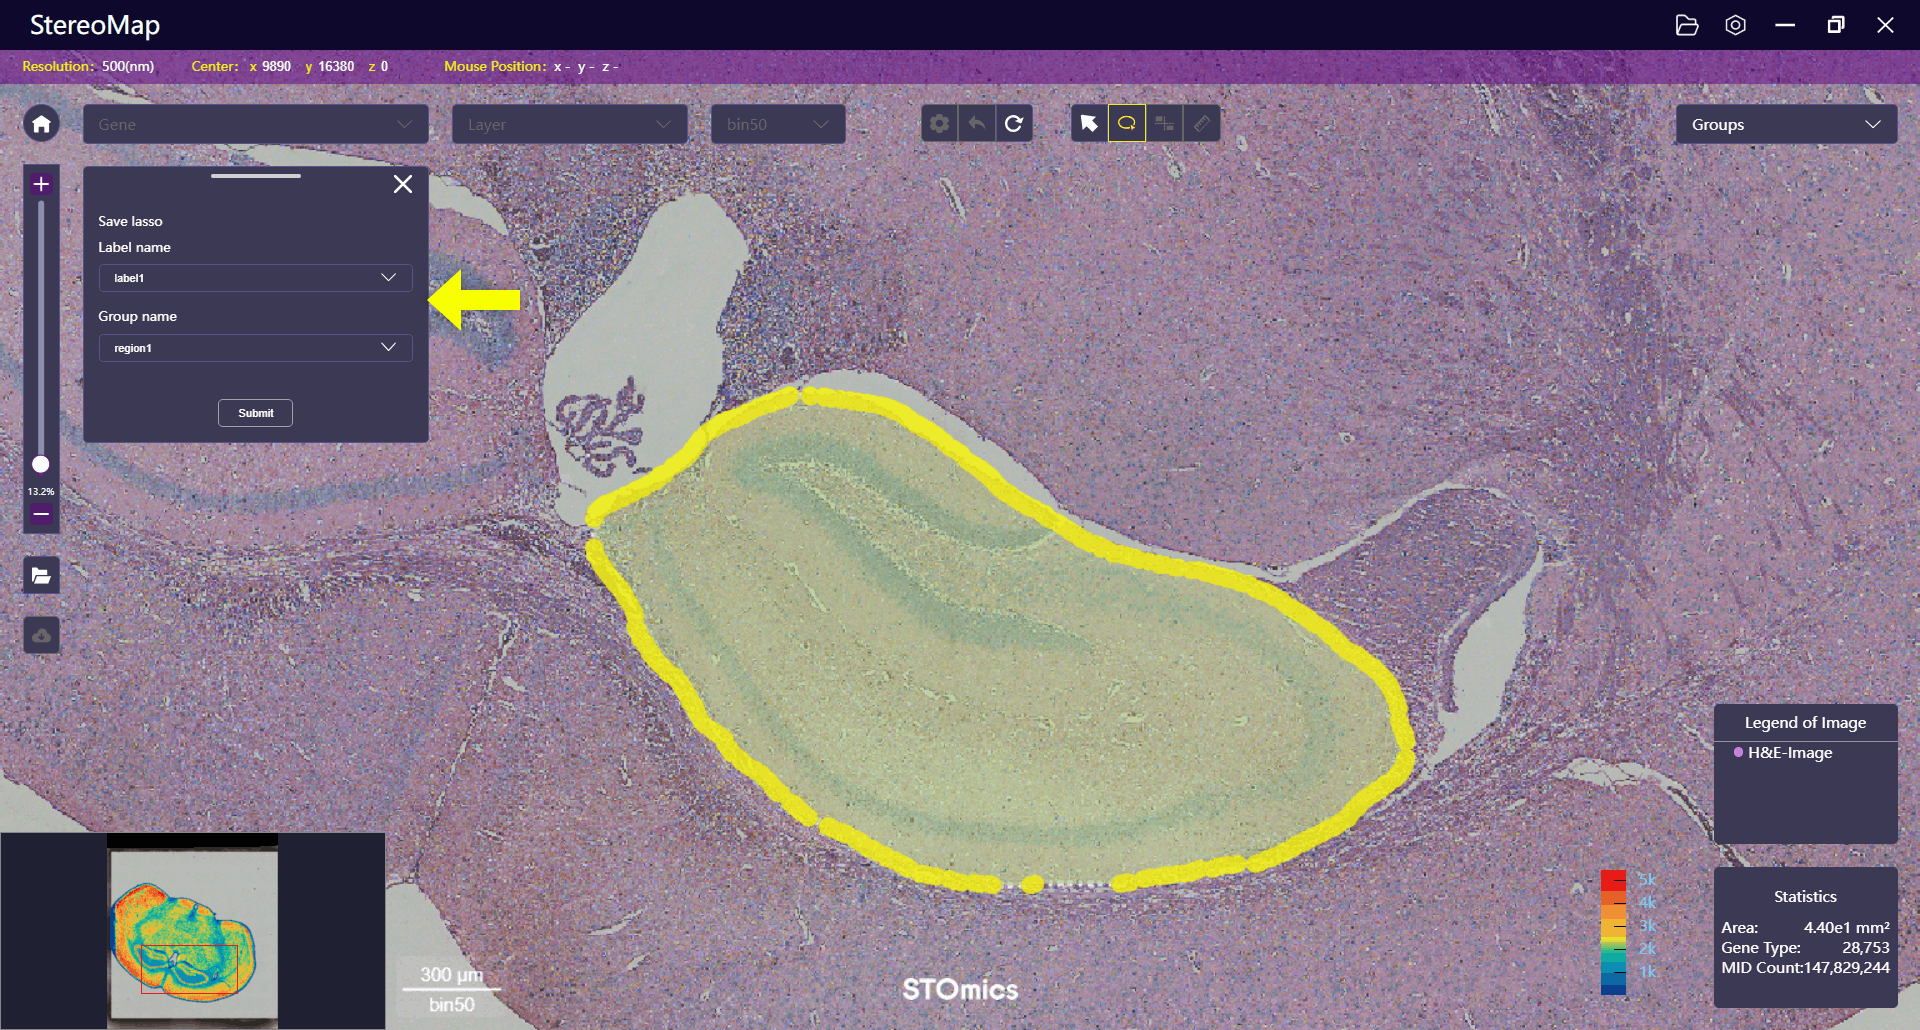 StereoMap
Resolution: 500(nm) Center: x 9890 y 16380 z 0 Mouse Position: x - y - z -
Gene
Layer
bin50
Groups
Save lasso
Label name
label1
Group name
region1
Submit
13.2%
Legend of Image
H&E-Image
5k
4k
3k
2k
1k
Statistics
Area: 4.40e1 mm²
Gene Type: 28,753
MID Count:147,829,244
300 μm
bin50
STOmics